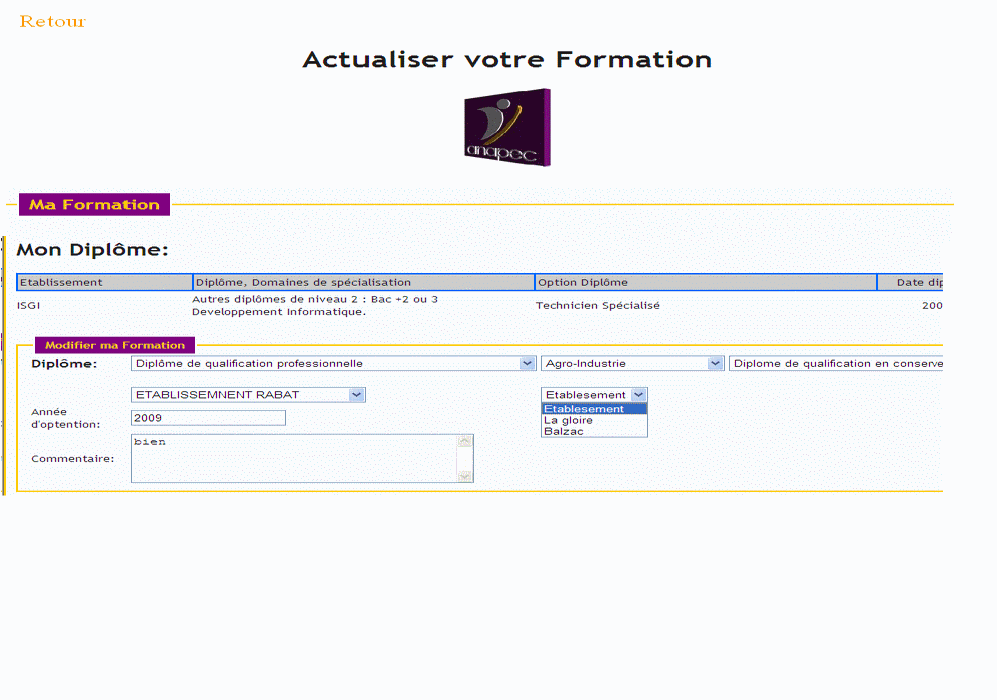 Retour
Actualiser votre Formation
anapec
Ma Formation
Mon Diplôme:
Etablissement Diplôme, Domaines de spécialisation Option Diplôme Date dip
ISGI Autres diplômes de niveau 2 : Bac +2 ou 3 Developpement Informatique. Technicien Spécialisé 200
Modifier ma Formation
Diplôme: Diplôme de qualification professionnelle Agro-Industrie Diplome de qualification en conserve
ETABLISSEMNENT RABAT Etablesement
Etablesement
La gloire
Balzac
Année d'optention: 2009
Commentaire: bien